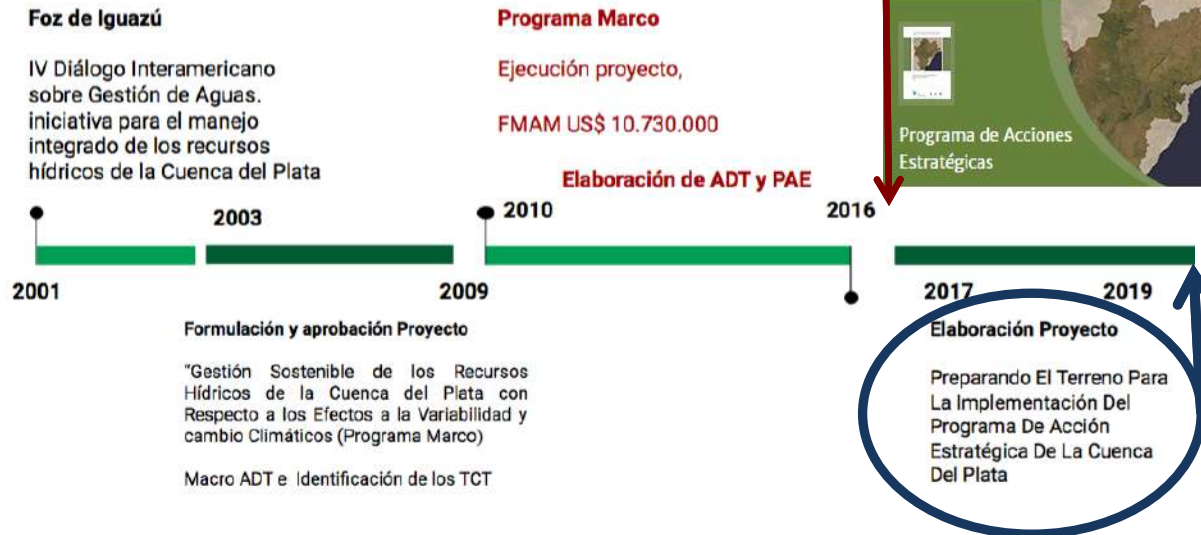 Foz de Iguazú
IV Diálogo Interamericano
sobre Gestión de Aguas.
iniciativa para el manejo
integrado de los recursos
hídricos de la Cuenca del Plata
Programa Marco
Ejecución proyecto,
FMAM US$ 10.730.000
Elaboración de ADT y PAE
Programa de Acciones
Estratégicas
2003
2010
2016
2001
2009
2017
2019
Formulación y aprobación Proyecto
"Gestión Sostenible de los Recursos
Hídricos de la Cuenca del Plata con
Respecto a los Efectos a la Variabilidad y
cambio Climáticos (Programa Marco)
Macro ADT e Identificación de los TCT
Elaboración Proyecto
Preparando El Terreno Para
La Implementación Del
Programa De Acción
Estratégica De La Cuenca
Del Plata